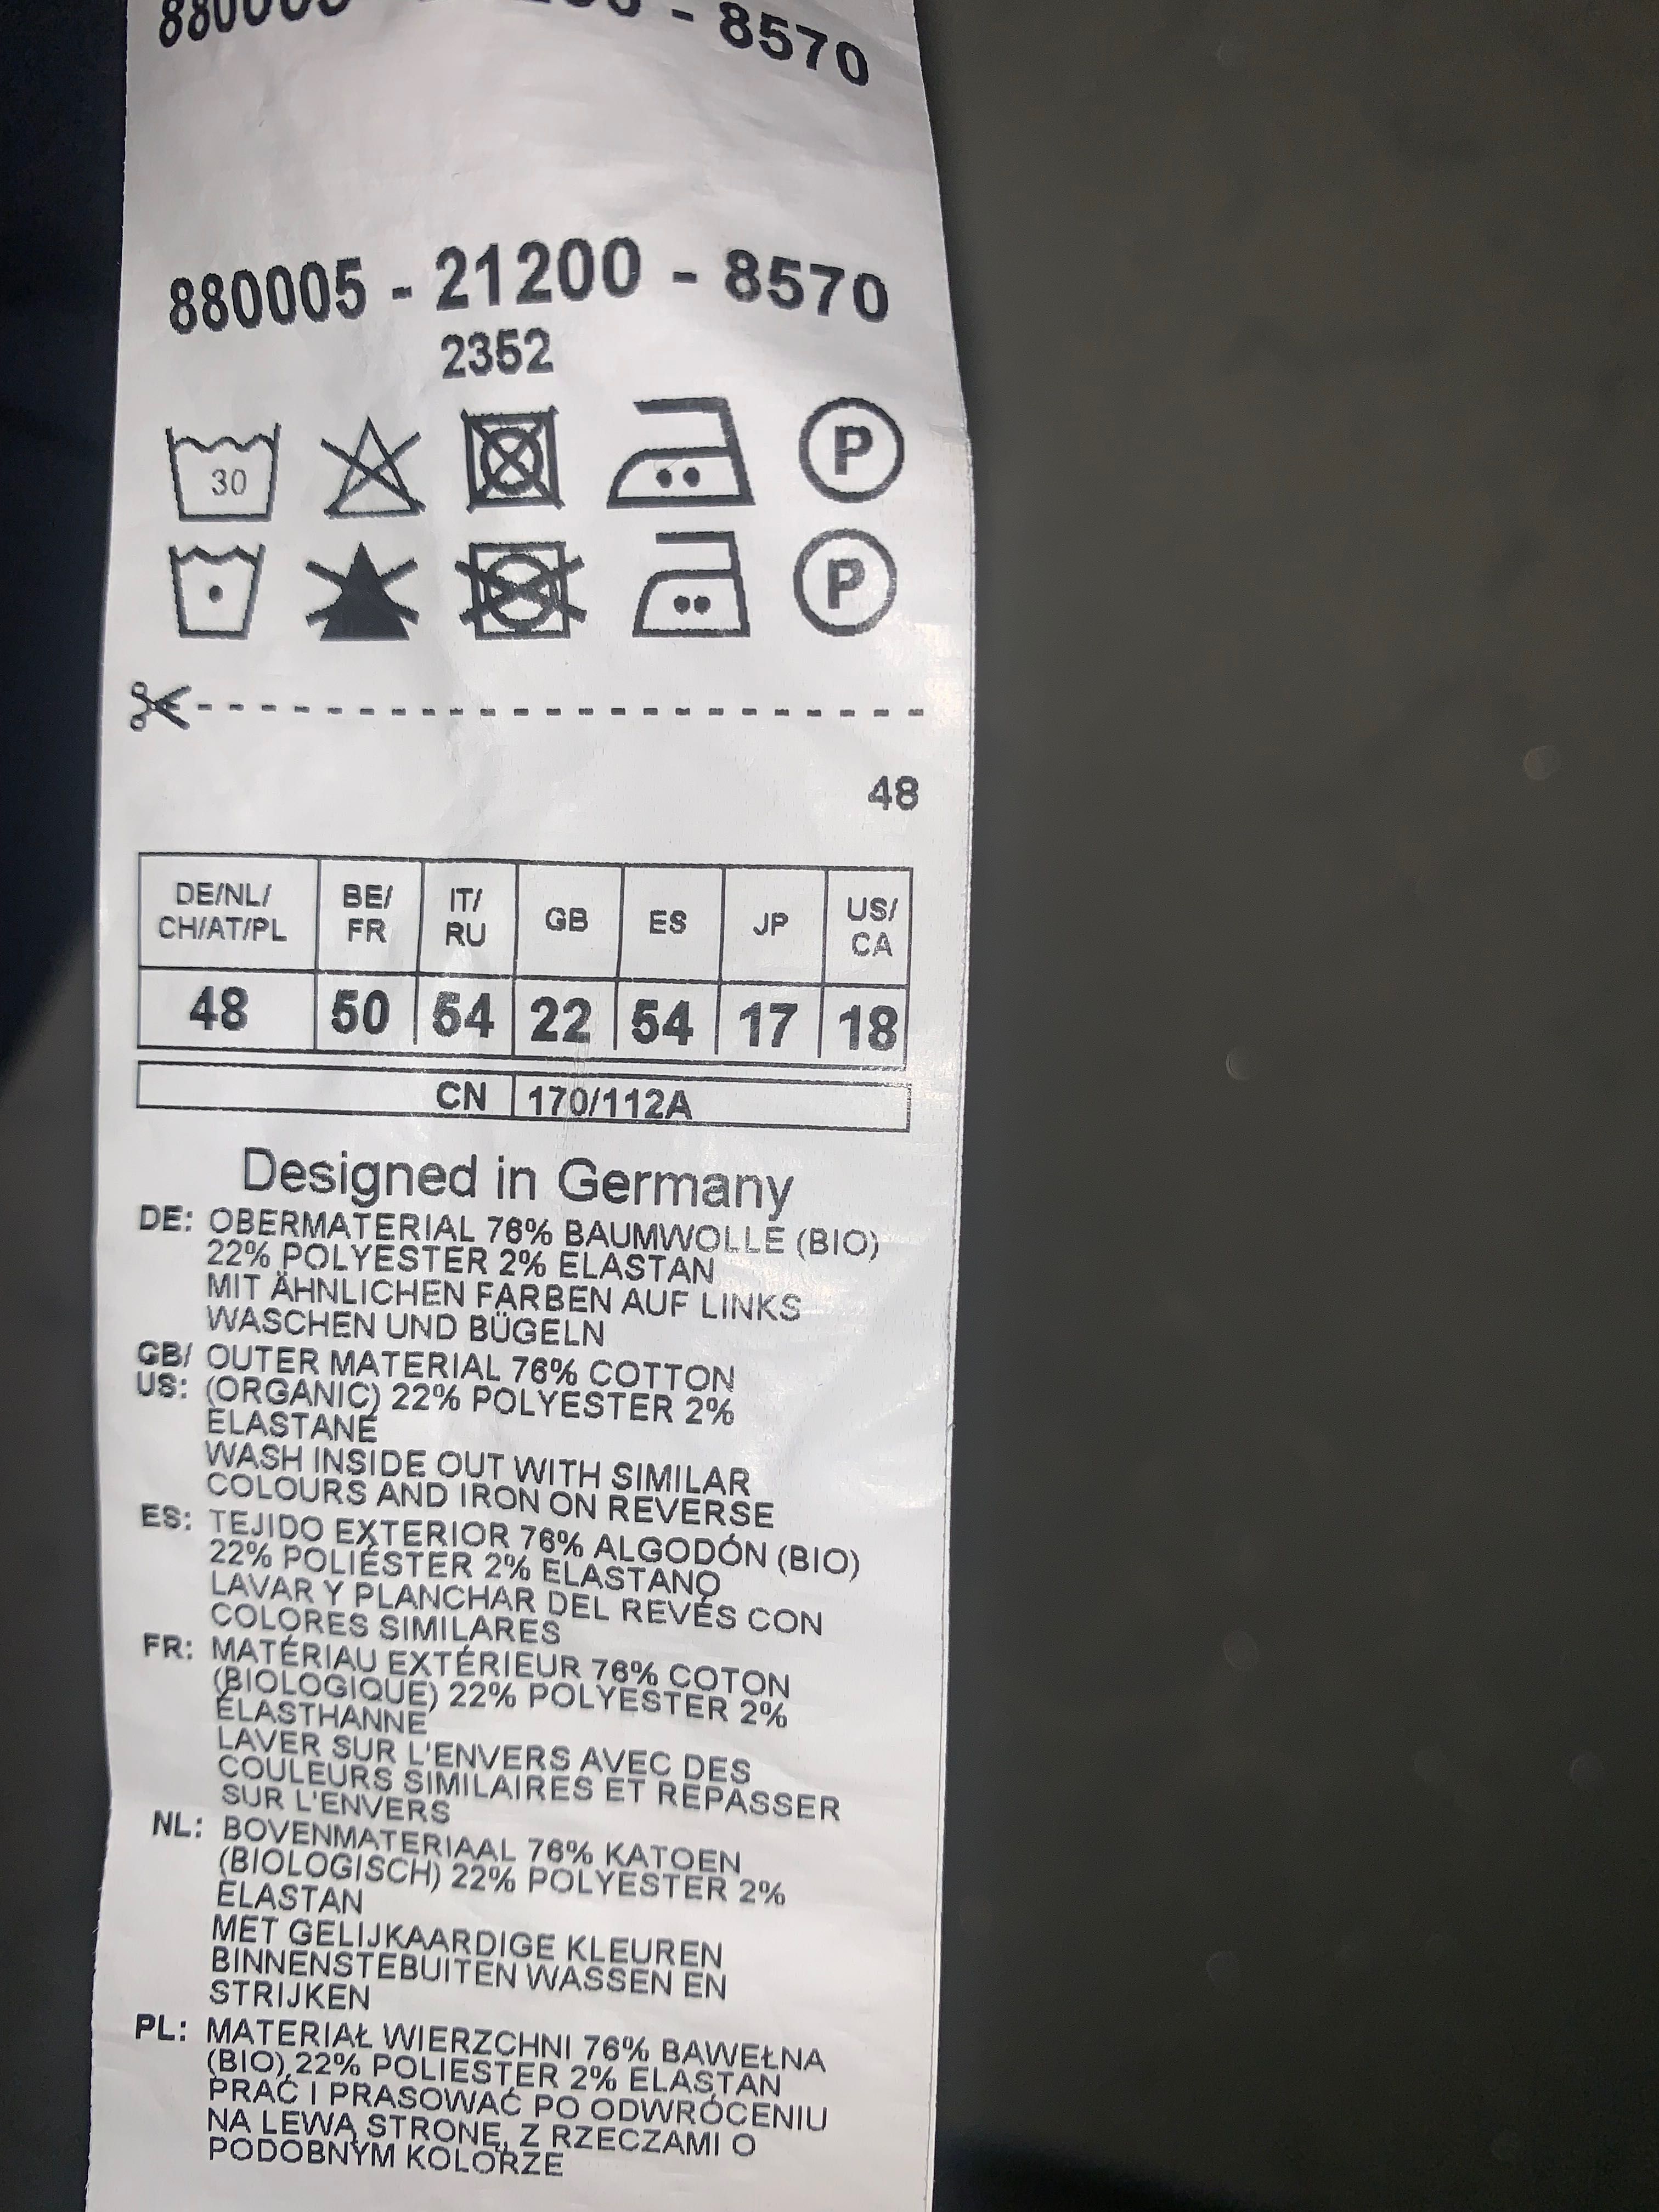 880005 - 21200 - 8570
880005 - 21200 - 8570
2352
30
P
P
48
DE/NL/ BE/ IT/ GB ES JP US/
CH/AT/PL FR RU CA
48 50 54 22 54 17 18
CN 170/112A
Designed in Germany
DE: OBERMATERIAL 76% BAUMWOLLE (BIO)
22% POLYESTER 2% ELASTAN
MIT ÄHNLICHEN FARBEN AUF LINKS
WASCHEN UND BÜGELN
GB/ OUTER MATERIAL 76% COTTON
US: (ORGANIC) 22% POLYESTER 2%
ELASTANE
WASH INSIDE OUT WITH SIMILAR
COLOURS AND IRON ON REVERSE
ES: TEJIDO EXTERIOR 76% ALGODÓN (BIO)
22% POLIÉSTER 2% ELASTANO
LAVAR Y PLANCHAR DEL REVÉS CON
COLORES SIMILARES
FR: MATÉRIAU EXTÉRIEUR 76% COTON
(BIOLOGIQUE) 22% POLYESTER 2%
ÉLASTHANNE
LAVER SUR L'ENVERS AVEC DES
COULEURS SIMILAIRES ET REPASSER
SUR L'ENVERS
NL: BOVENMATERIAAL 76% KATOEN
(BIOLOGISCH) 22% POLYESTER 2%
ELASTAN
MET GELIJKAARDIGE KLEUREN
BINNENSTEBUITEN WASSEN EN
STRIJKEN
PL: MATERIAŁ WIERZCHNI 76% BAWEŁNA
(BIO) 22% POLIESTER 2% ELASTAN
PRAĆ I PRASOWAĆ PO ODWRÓCENIU
NA LEWĄ STRONĘ, Z RZECZAMI O
PODOBNYM KOLORZE